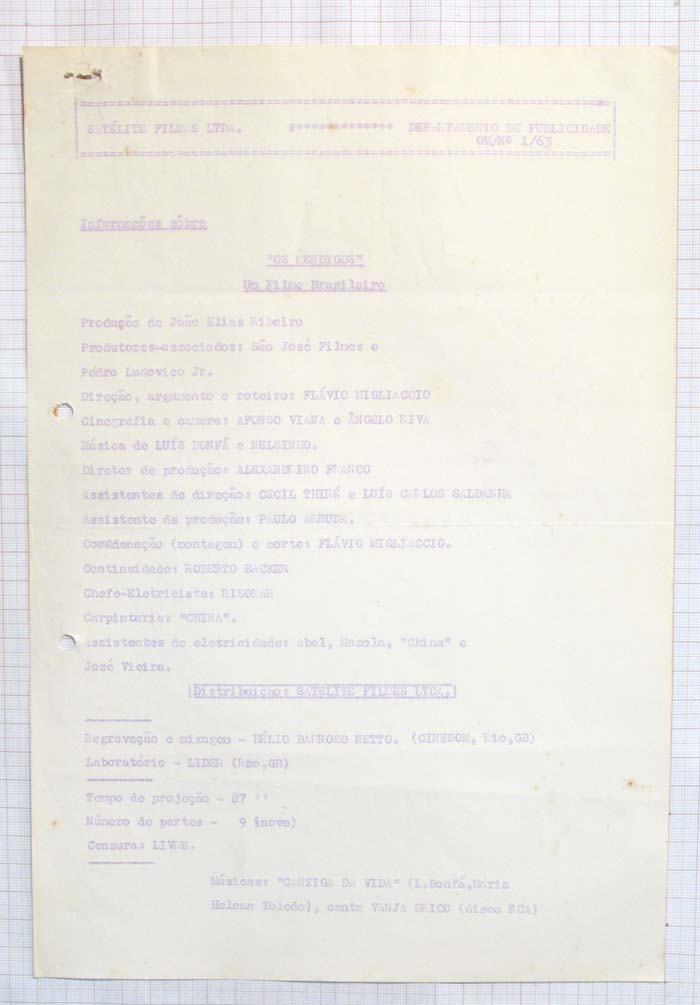 SATÉLITE FILMES LTDA. ************* DEPARTAMENTO DE PUBLICIDADE
OM/Nº 1/63
Informações sôbre
"OS MENDIGOS"
Um Filme Brasileiro
Produção de João Elias Ribeiro
Produtores-associados: São José Filmes e
Pedro Ludovico Jr.
Direção, argumento e roteiro: FLÁVIO MIGLIACCIO
Cinegrafia e camera: AFONSO VIANA e ÂNGELO RIVA
Música de LUÍS BONFÁ e NELSINHO.
Diretor de produção: ALEXANDRINO FRANCO
Assistentes de direção: CECIL THIRÉ e LUÍS CARLOS SALDANHA
Assistente de produção: PAULO ARRUDA.
(montagem) e corte: FLÁVIO MIGLIACCIO.
Continuidade: ROBERTO BACKER
Chefe-Eletricista: RISOMAR
Carpintaria: "CHINA".
Assistentes de eletricidade: Abel, Mazola, "China" e
José Vieira.
Distribuição: SATÉLITE FILMES LTDA.
Regravação e mixagem - HÉLIO BARROSO NETTO. (CINESOM, Rio,GB)
Laboratório - LIDER (Rio,GB)
Tempo de projeção - 87 ''
Número de partes - 9 (nove)
Censura: LIVRE.
Músicas: "CANTIGA DA VIDA" (L.Bonfá,Maria
Helena Toledo), canta VANJA ORICO (disco RCA)